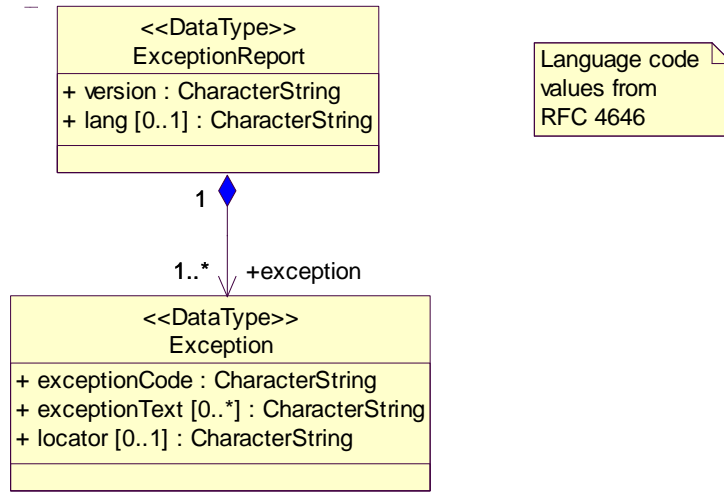 <<DataType>>
ExceptionReport
+ version : CharacterString
+ lang [0..1] : CharacterString
Language code
values from
RFC 4646
1
1..* +exception
<<DataType>>
Exception
+ exceptionCode : CharacterString
+ exceptionText [0..*] : CharacterString
+ locator [0..1] : CharacterString